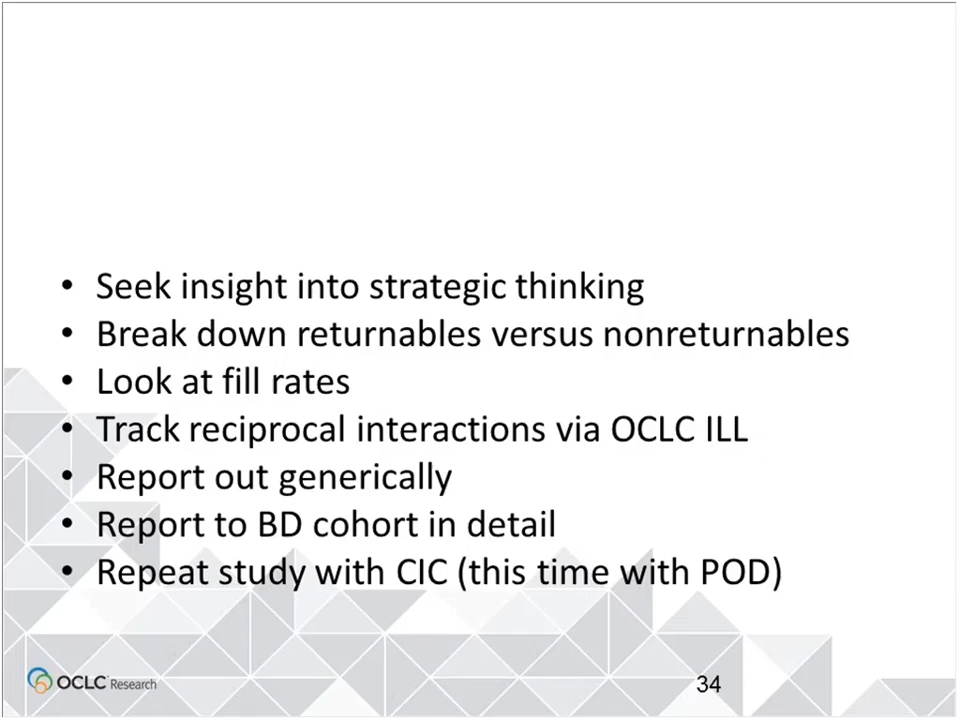 • Seek insight into strategic thinking
• Break down returnables versus nonreturnables
• Look at fill rates
• Track reciprocal interactions via OCLC ILL
• Report out generically
• Report to BD cohort in detail
• Repeat study with CIC (this time with POD)
OCLC Research
34